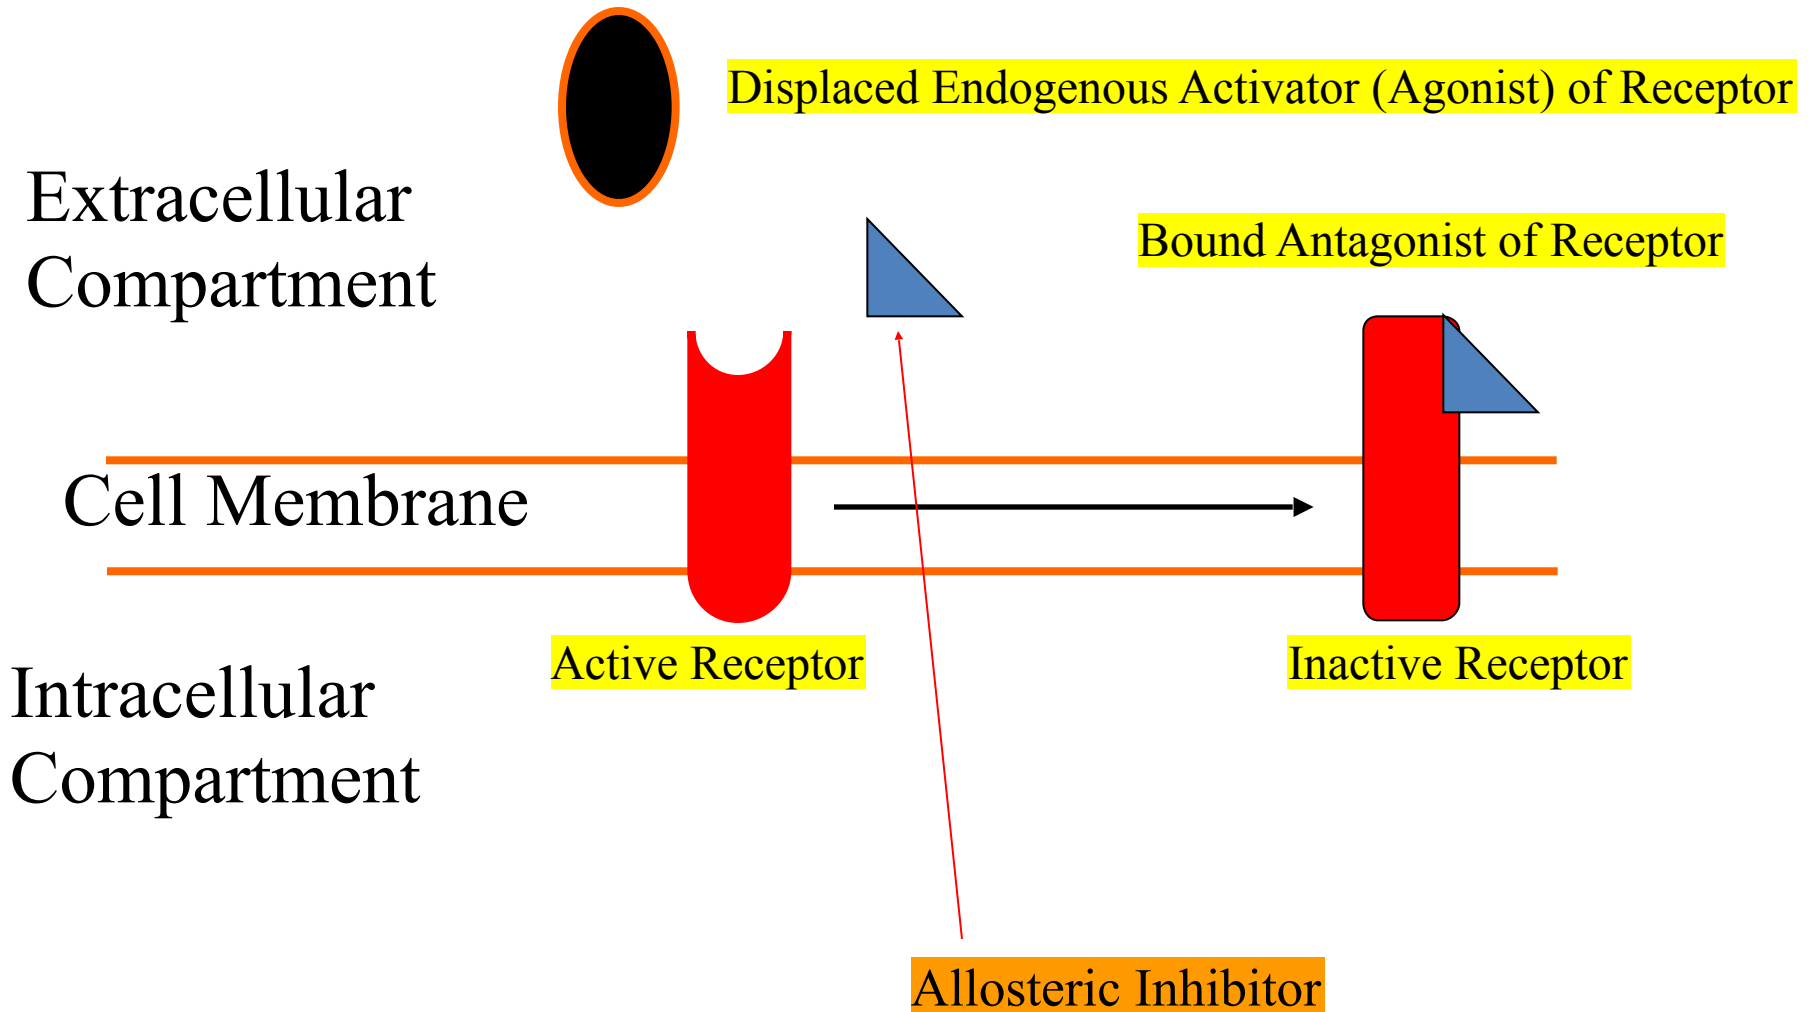 Displaced Endogenous Activator (Agonist) of Receptor
Extracellular
Compartment
Bound Antagonist of Receptor
Cell Membrane
Active Receptor
Inactive Receptor
Intracellular
Compartment
Allosteric Inhibitor